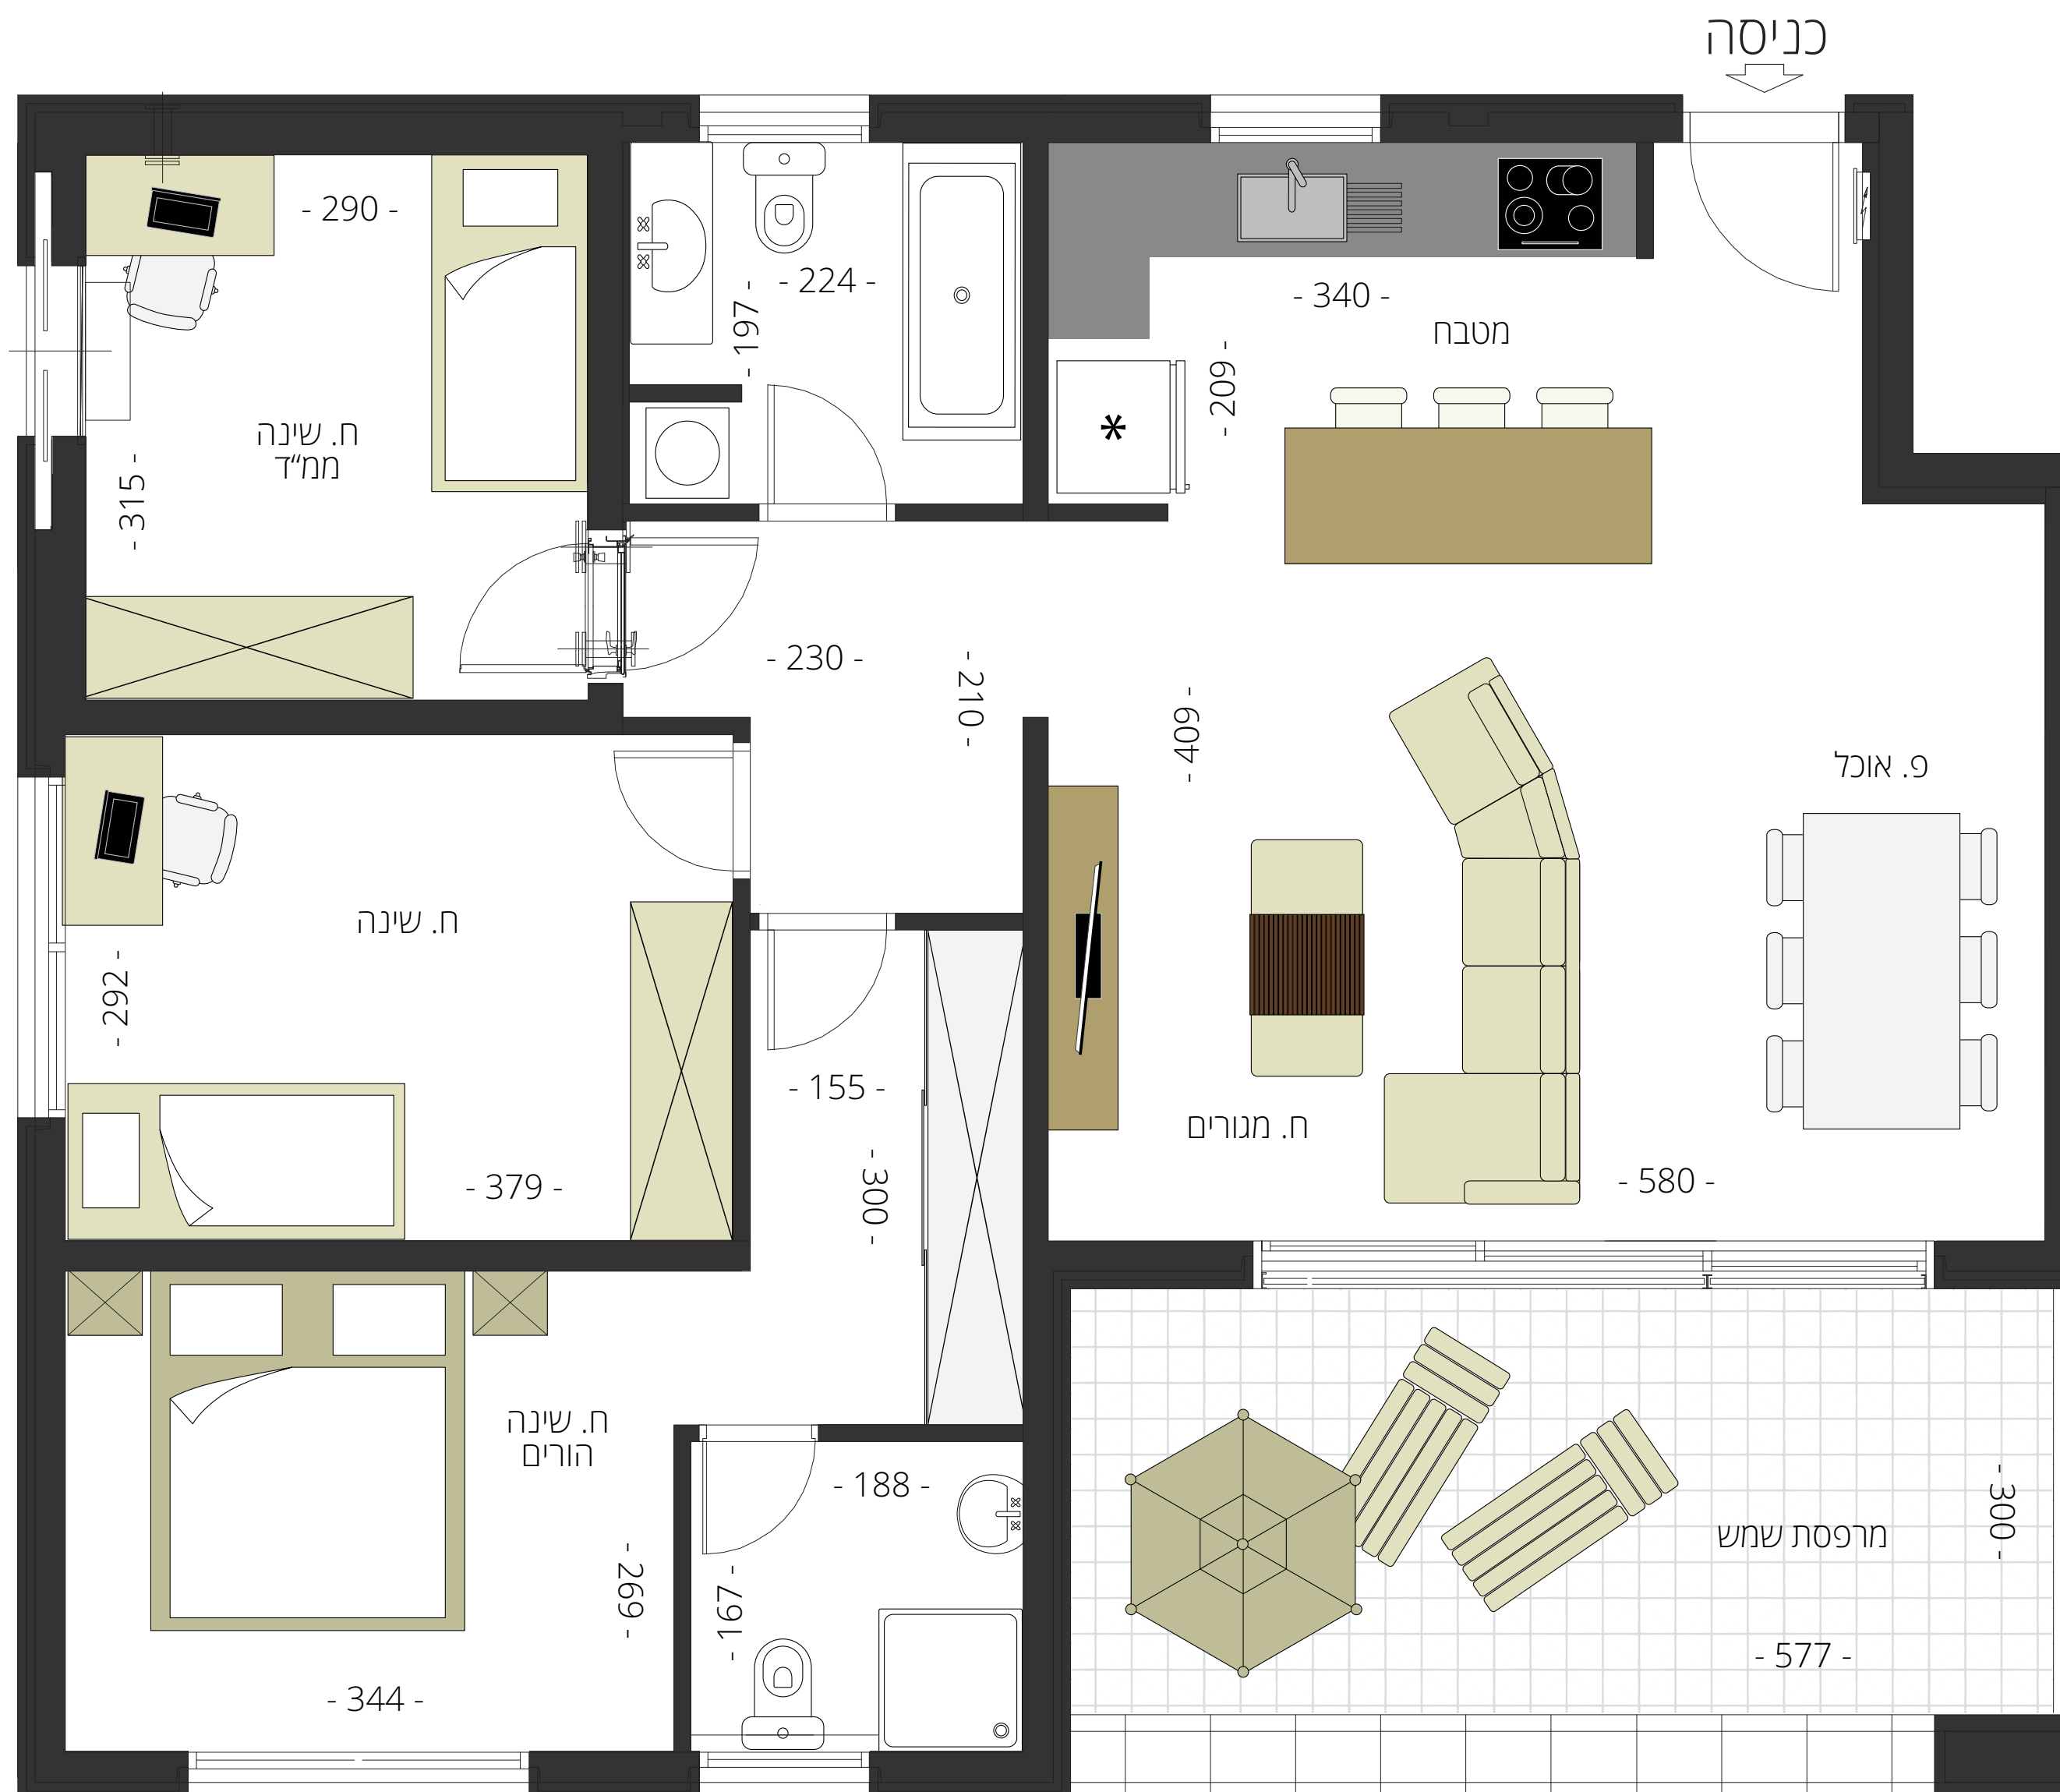 כניסה
- 290 -
- 224 -
- 197 -
- 340 -
מטבח
- 209 -
*
ח. שינה
ממ״ד
- 315 -
- 230 -
- 210 -
- 409 -
פ. אוכל
ח. שינה
- 292 -
- 155 -
ח. מגורים
- 379 -
- 300 -
- 580 -
ח. שינה
הורים
- 188 -
מרפסת שמש
- 300 -
- 269 -
- 167 -
- 577 -
- 344 -